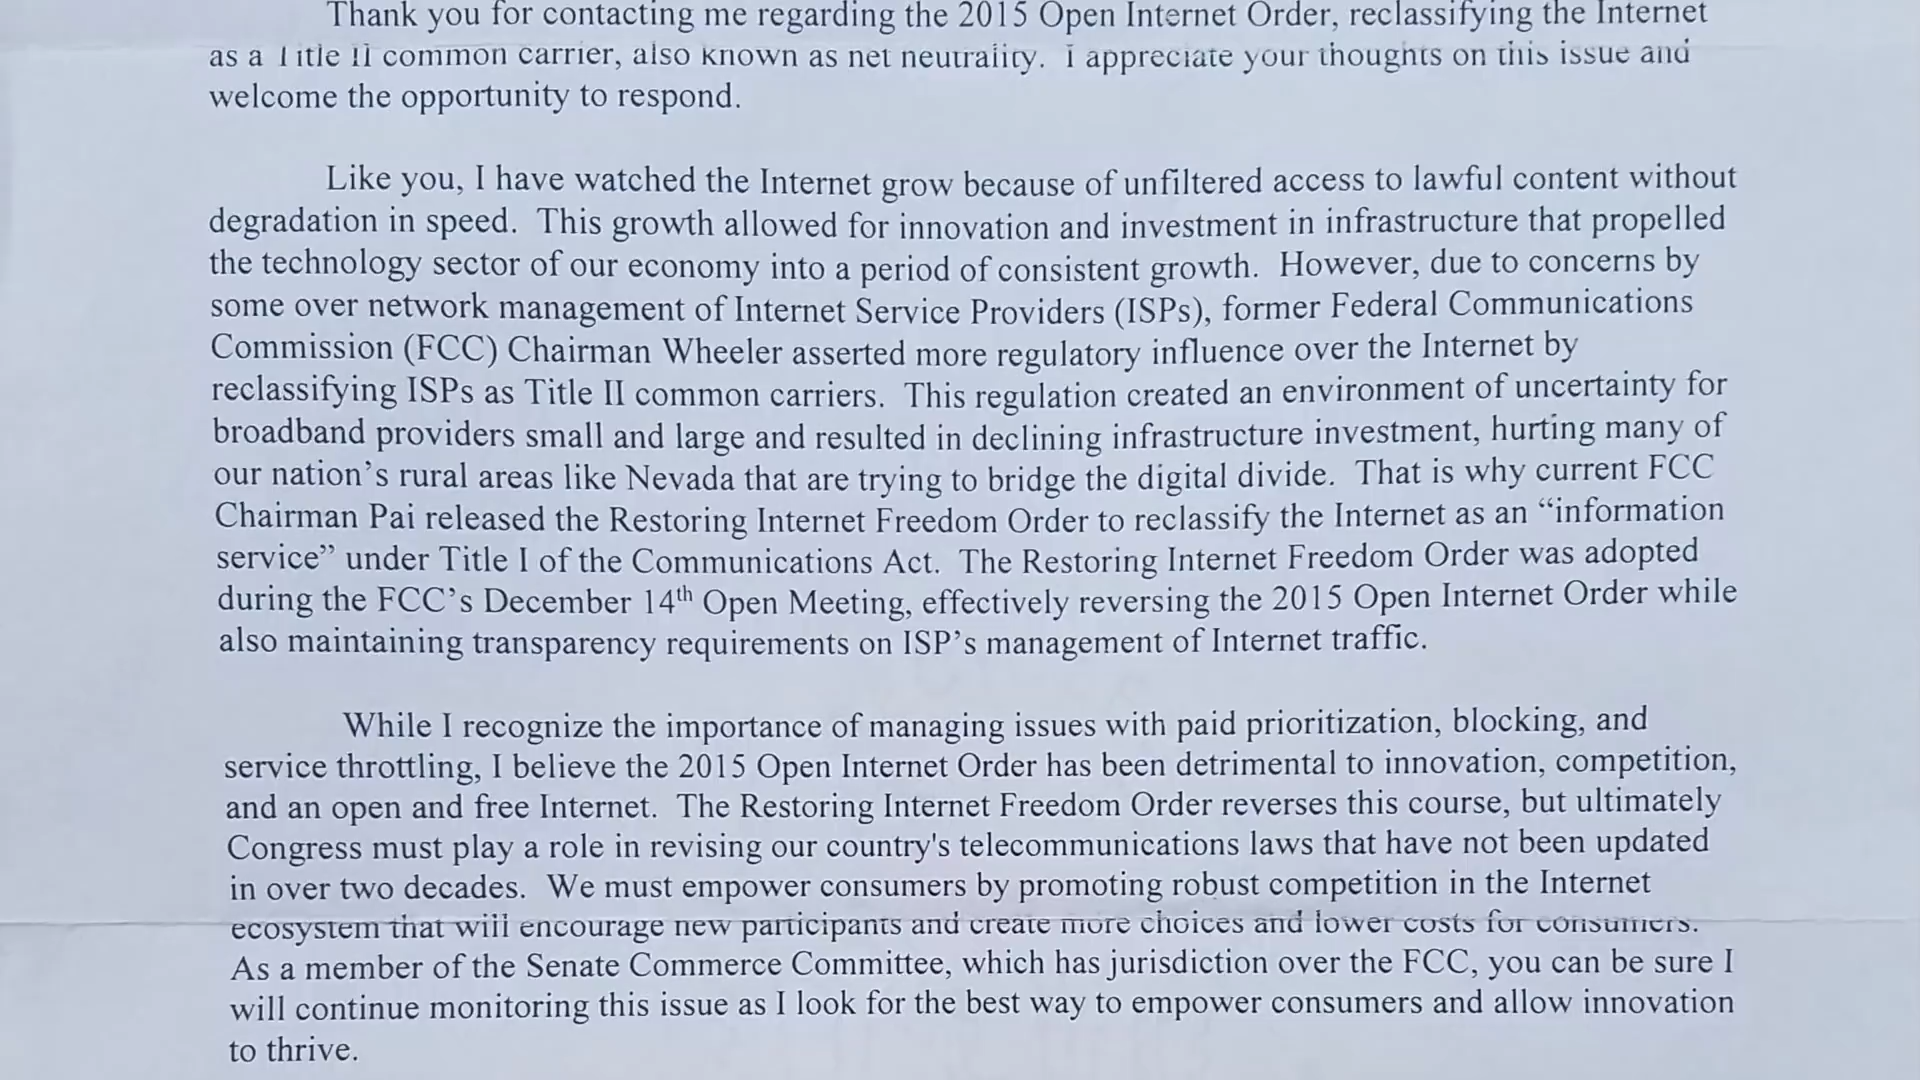 Thank you for contacting me regarding the 2015 Open Internet Order, reclassifying the Internet
as a Title II common carrier, also known as net neutrality.  I appreciate your thoughts on this issue and
welcome the opportunity to respond.
Like you, I have watched the Internet grow because of unfiltered access to lawful content without
degradation in speed.  This growth allowed for innovation and investment in infrastructure that propelled
the technology sector of our economy into a period of consistent growth.  However, due to concerns by
some over network management of Internet Service Providers (ISPs), former Federal Communications
Commission (FCC) Chairman Wheeler asserted more regulatory influence over the Internet by
reclassifying ISPs as Title II common carriers.  This regulation created an environment of uncertainty for
broadband providers small and large and resulted in declining infrastructure investment, hurting many of
our nation’s rural areas like Nevada that are trying to bridge the digital divide.  That is why current FCC
Chairman Pai released the Restoring Internet Freedom Order to reclassify the Internet as an “information
service” under Title I of the Communications Act.  The Restoring Internet Freedom Order was adopted
during the FCC’s December 14th Open Meeting, effectively reversing the 2015 Open Internet Order while
also maintaining transparency requirements on ISP’s management of Internet traffic.
While I recognize the importance of managing issues with paid prioritization, blocking, and
service throttling, I believe the 2015 Open Internet Order has been detrimental to innovation, competition,
and an open and free Internet.  The Restoring Internet Freedom Order reverses this course, but ultimately
Congress must play a role in revising our country's telecommunications laws that have not been updated
in over two decades.  We must empower consumers by promoting robust competition in the Internet
ecosystem that will encourage new participants and create more choices and lower costs for consumers.
As a member of the Senate Commerce Committee, which has jurisdiction over the FCC, you can be sure I
will continue monitoring this issue as I look for the best way to empower consumers and allow innovation
to thrive.